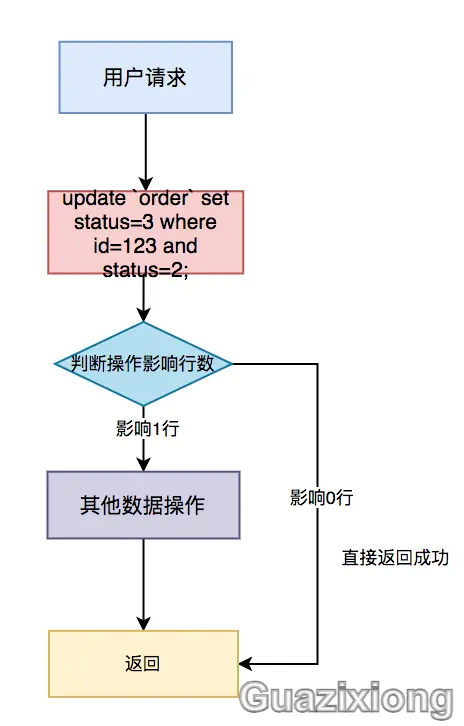 用户请求
update `order` set
status=3 where
id=123 and
status=2;
判断操作影响行数
影响1行
其他数据操作
影响0行
直接返回成功
返回
Guazixiong